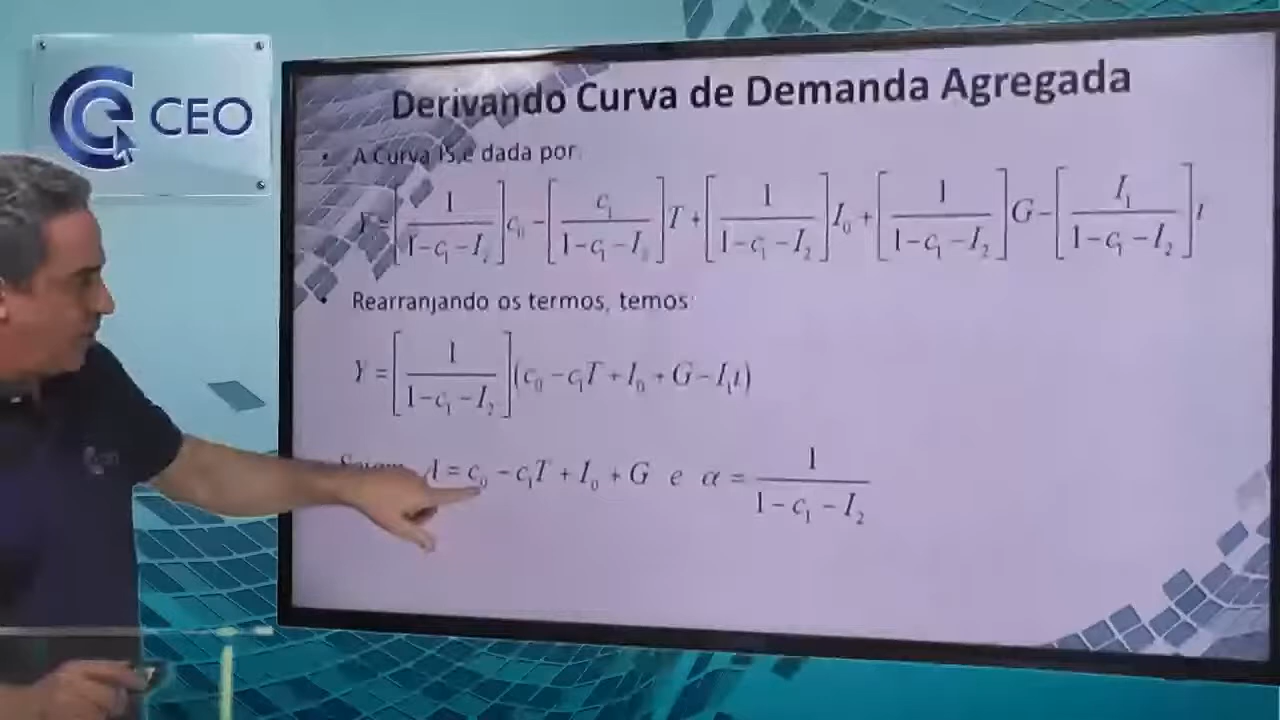 CEO
Derivando Curva de Demanda Agregada
• A Curva IS é dada por:
Y = [1/(1-c₁-I₂)]c₀ - [c₁/(1-c₁-I₂)]T + [1/(1-c₁-I₂)]I₀ + [1/(1-c₁-I₂)]G - [I₁/(1-c₁-I₂)]i
• Rearranjando os termos, temos:
Y = [1/(1-c₁-I₂)](c₀ - c₁T + I₀ + G - I₁i)
A = c₀ - c₁T + I₀ + G e α = 1/(1-c₁-I₂)